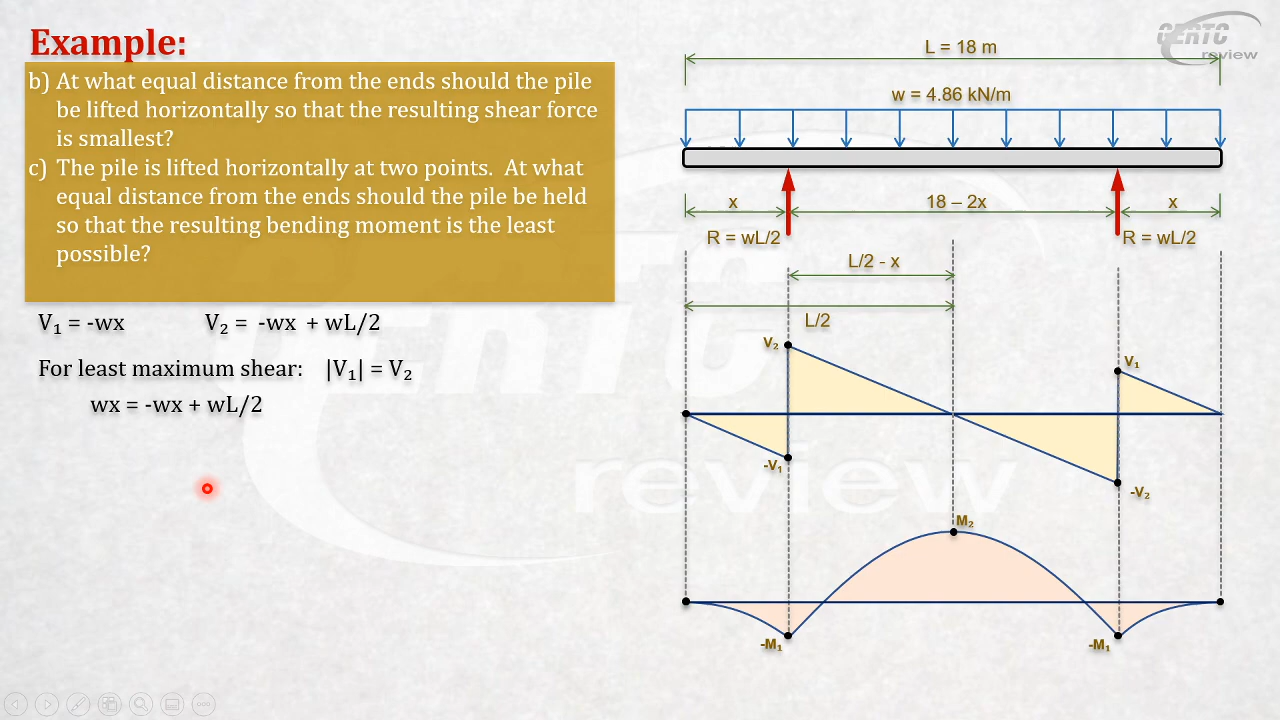 Example:
b) At what equal distance from the ends should the pile
be lifted horizontally so that the resulting shear force
is smallest?
c) The pile is lifted horizontally at two points. At what
equal distance from the ends should the pile be held
so that the resulting bending moment is the least
possible?
V₁ = -wx V₂ = -wx + wL/2
For least maximum shear: |V₁| = V₂
wx = -wx + wL/2
CERTC
review
L = 18 m
w = 4.86 kN/m
x 18 – 2x x
R = wL/2 R = wL/2
L/2 - x
L/2
V₂
V₁
-V₁
-V₂
M₂
-M₁ -M₁
CERTC
review